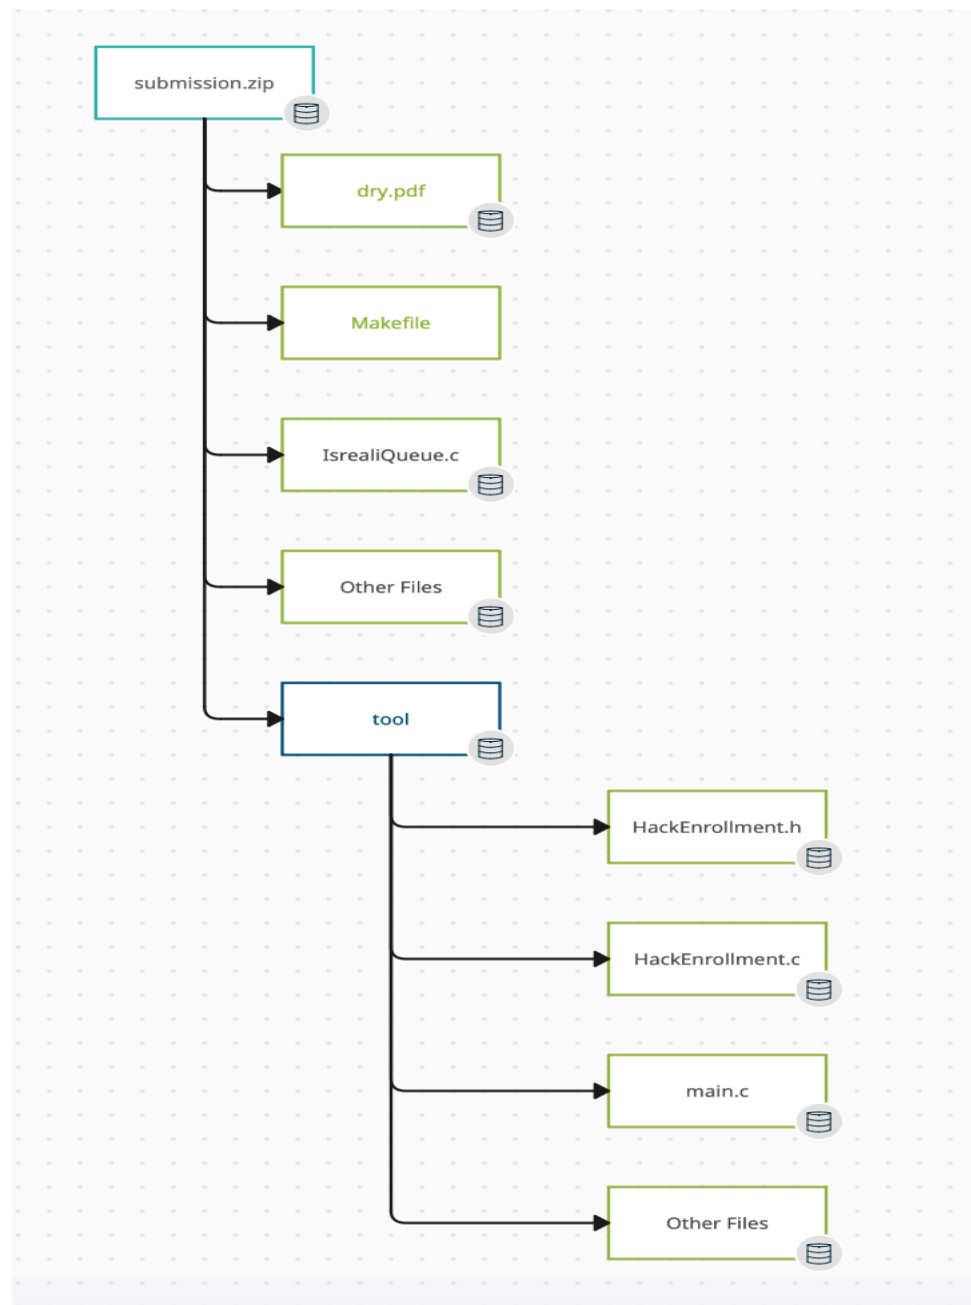 submission.zip
dry.pdf
Makefile
IsrealiQueue.c
Other Files
tool
HackEnrollment.h
HackEnrollment.c
main.c
Other Files